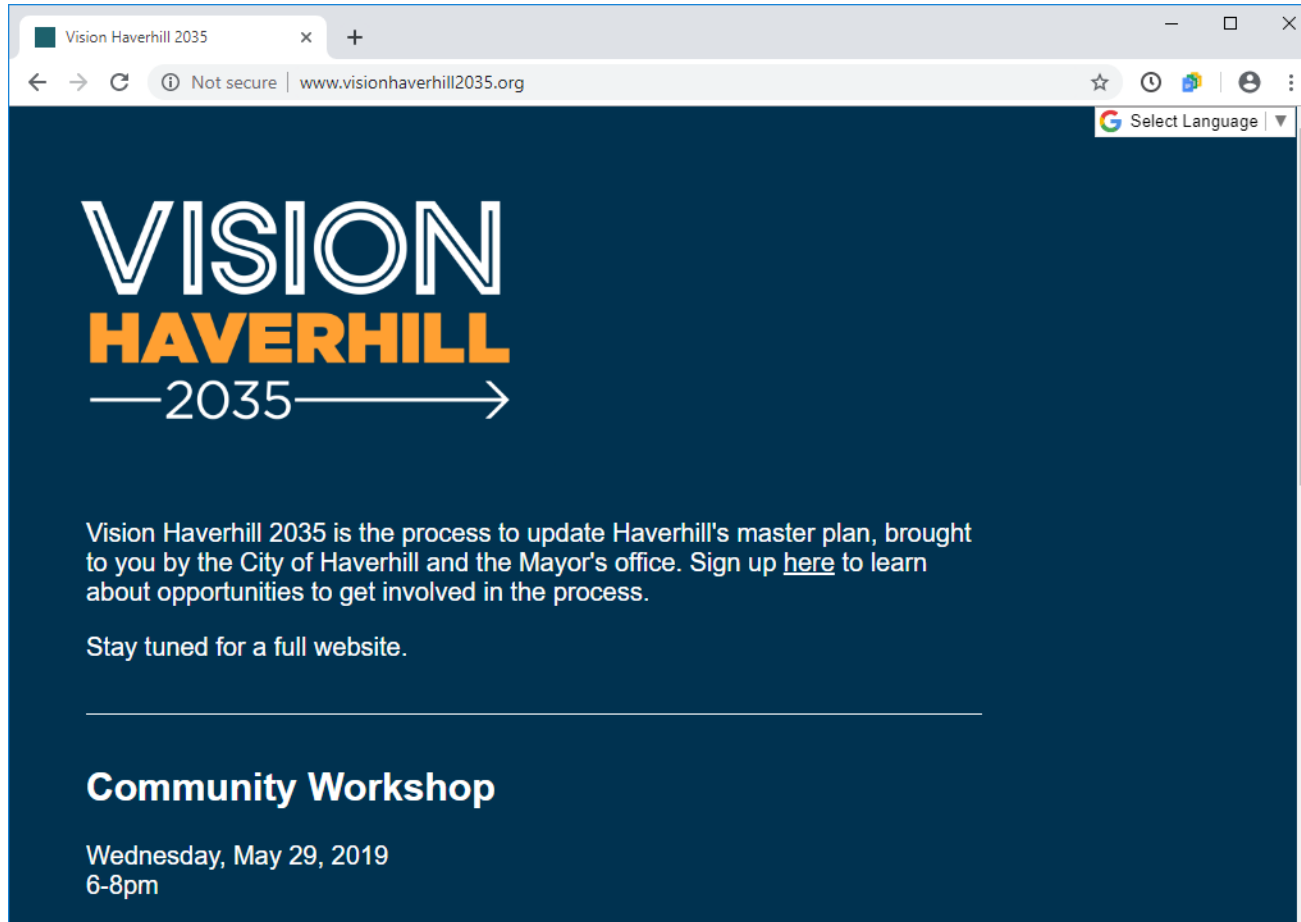 Vision Haverhill 2035
Not secure
www.visionhaverhill2035.org
Select Language
VISION
HAVERHILL
2035
Vision Haverhill 2035 is the process to update Haverhill's master plan, brought
to you by the City of Haverhill and the Mayor's office. Sign up here to learn
about opportunities to get involved in the process.
Stay tuned for a full website.
Community Workshop
Wednesday, May 29, 2019
6-8pm